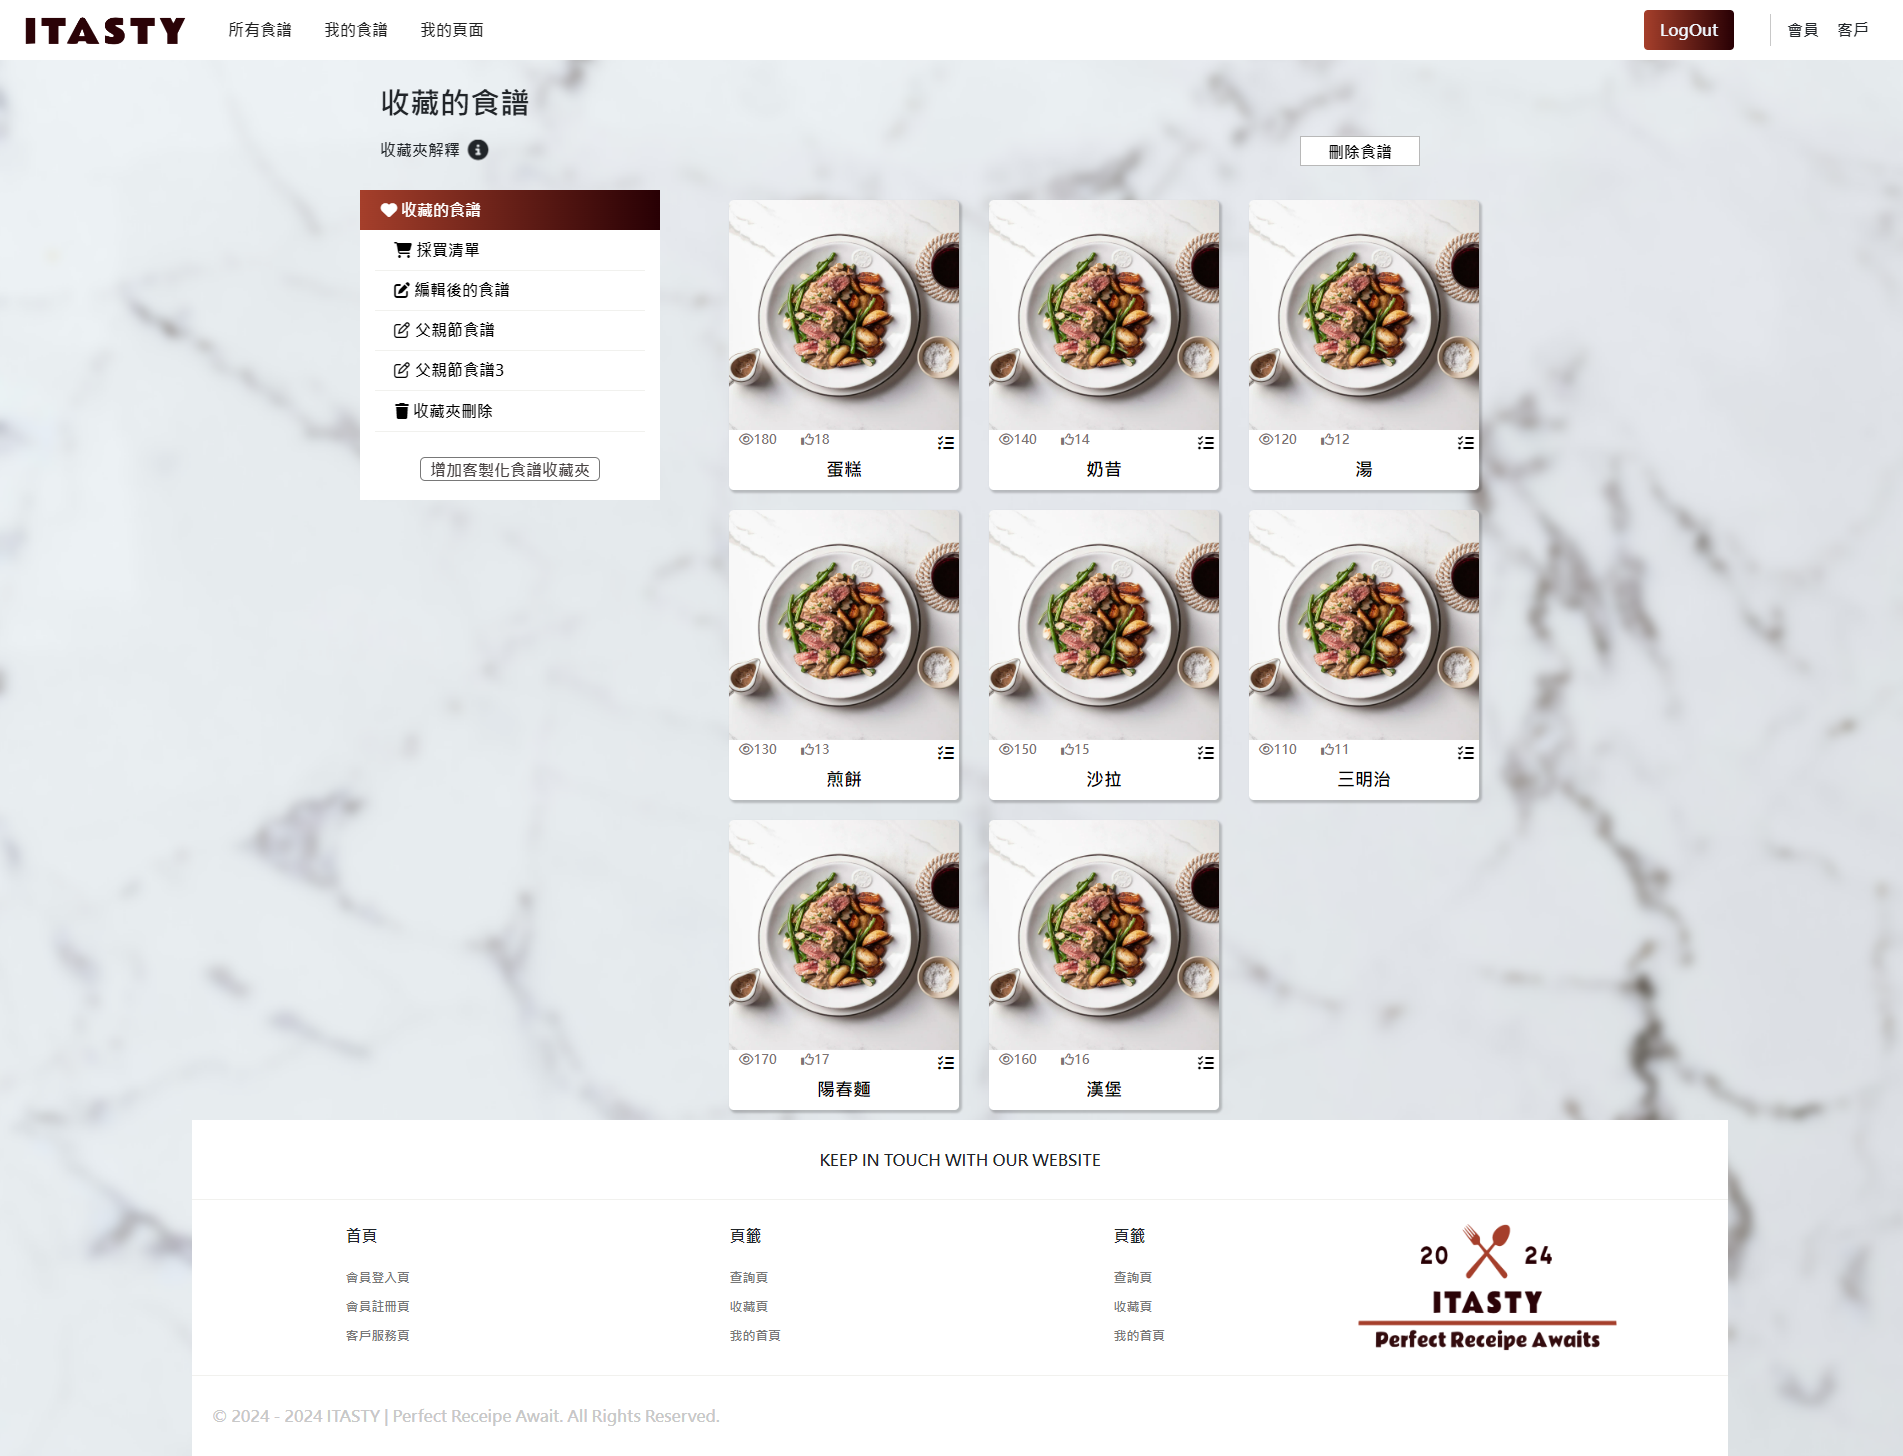 ITASTY 所有食譜 我的食譜 我的頁面 LogOut 會員 客戶
收藏的食譜
收藏夾解釋
刪除食譜
收藏的食譜
採買清單
編輯後的食譜
父親節食譜
父親節食譜3
收藏夾刪除
增加客製化食譜收藏夾
180 18
蛋糕
140 14
奶昔
120 12
湯
130 13
煎餅
150 15
沙拉
110 11
三明治
170 17
陽春麵
160 16
漢堡
KEEP IN TOUCH WITH OUR WEBSITE
首頁
會員登入頁
會員註冊頁
客戶服務頁
頁籤
查詢頁
收藏頁
我的首頁
頁籤
查詢頁
收藏頁
我的首頁
20 24
ITASTY
Perfect Receipe Awaits
© 2024 - 2024 ITASTY | Perfect Receipe Await. All Rights Reserved.